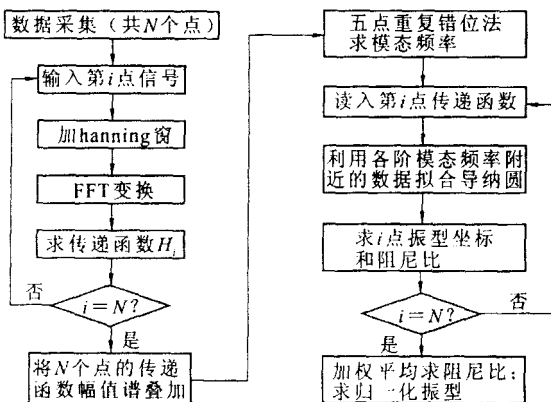 数据采集（共N个点）
输入第i点信号
加hanning窗
FFT变换
求传递函数Hi
否
i=N?
是
将N个点的传递
函数幅值谱叠加
五点重复错位法
求模态频率
读入第i点传递函数
利用各阶模态频率附
近的数据拟合导纳圆
求i点振型坐标
和阻尼比
i=N?
否
是
加权平均求阻尼比；
求归一化振型